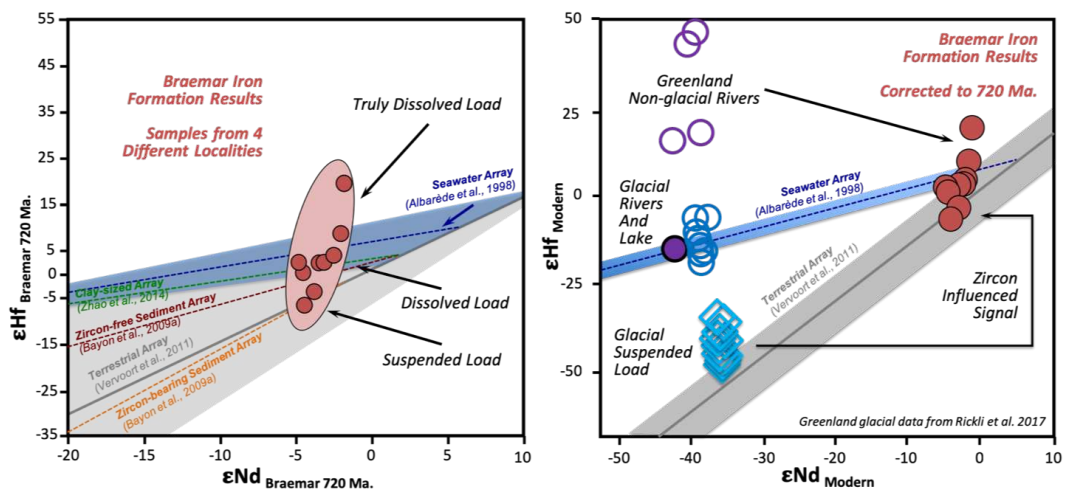 55
45
35
25
15
5
0
-5
-15
-25
-35
-20
-15
-10
-5
0
5
10
εHf Braemar 720 Ma.
εNd Braemar 720 Ma.
Braemar Iron
Formation Results
Samples from 4
Different Localities
Truly Dissolved Load
Seawater Array
(Albarède et al., 1998)
Clay-sized Array
(Zhao et al., 2014)
Zircon-free Sediment Array
(Bayon et al., 2009a)
Terrestrial Array
(Vervoort et al., 2011)
Zircon-bearing Sediment Array
(Bayon et al., 2009a)
Dissolved Load
Suspended Load
50
25
0
-25
-50
-50
-40
-30
-20
-10
0
10
εHf Modern
εNd Modern
Braemar Iron
Formation Results
Corrected to 720 Ma.
Greenland
Non-glacial Rivers
Glacial
Rivers
And
Lake
Seawater Array
(Albarède et al., 1998)
Terrestrial Array
(Vervoort et al., 2011)
Zircon
Influenced
Signal
Glacial
Suspended
Load
Greenland glacial data from Rickli et al. 2017